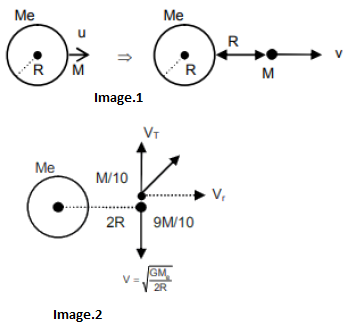 Me
Me
u
R
M
⇒
R
R
M
v
Image.1
V_T
Me
M/10
V_r
2R
9M/10
V = √(GM_e/2R)
Image.2